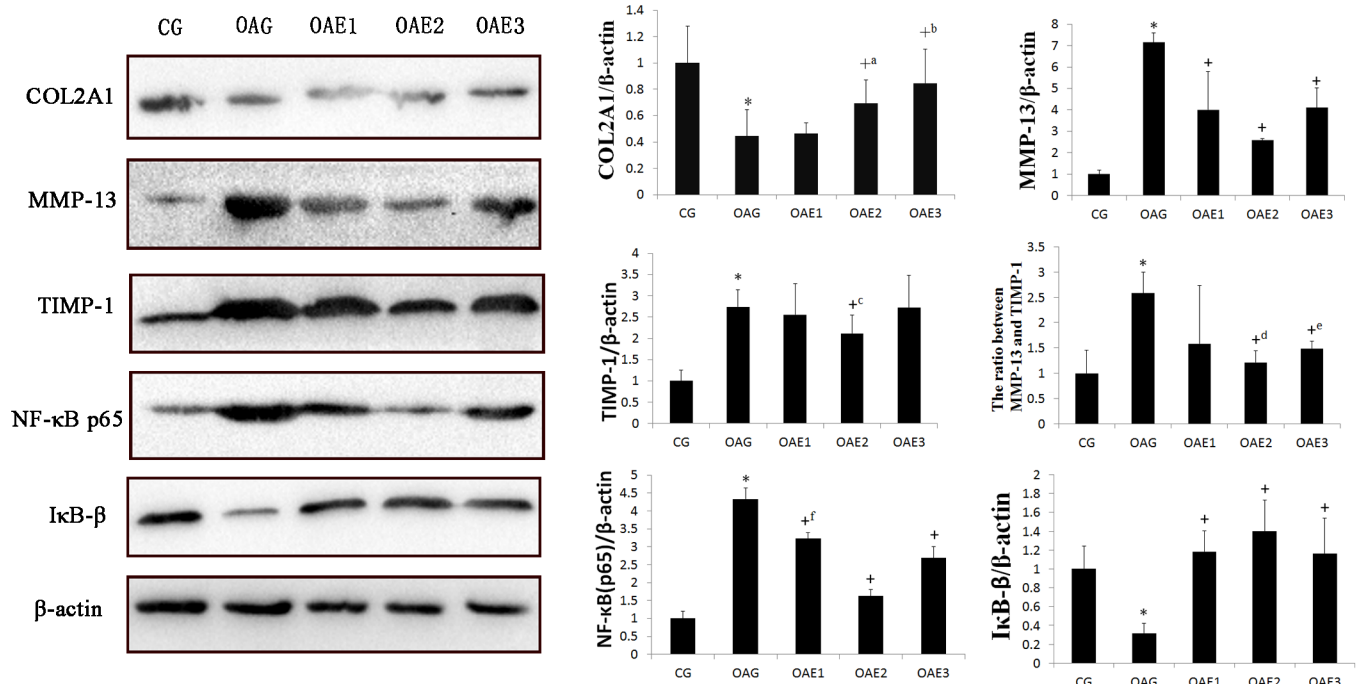 CG OAG OAE1 OAE2 OAE3
COL2A1
MMP-13
TIMP-1
NF-κB p65
IκB-β
β-actin
COL2A1/β-actin
1.4
1.2
1
0.8
0.6
0.4
0.2
0
*
+a
+b
CG OAG OAE1 OAE2 OAE3
MMP-13/β-actin
8
7
6
5
4
3
2
1
0
*
+
+
+
CG OAG OAE1 OAE2 OAE3
TIMP-1/β-actin
4
3.5
3
2.5
2
1.5
1
0.5
0
*
+c
CG OAG OAE1 OAE2 OAE3
The ratio between
MMP-13 and TIMP-1
3.5
3
2.5
2
1.5
1
0.5
0
*
+d
+e
CG OAG OAE1 OAE2 OAE3
NF-κB(p65)/β-actin
5
4.5
4
3.5
3
2.5
2
1.5
1
0.5
0
*
+f
+
+
CG OAG OAE1 OAE2 OAE3
IκB-β/β-actin
2
1.8
1.6
1.4
1.2
1
0.8
0.6
0.4
0.2
0
*
+
+
+
CG OAG OAE1 OAE2 OAE3